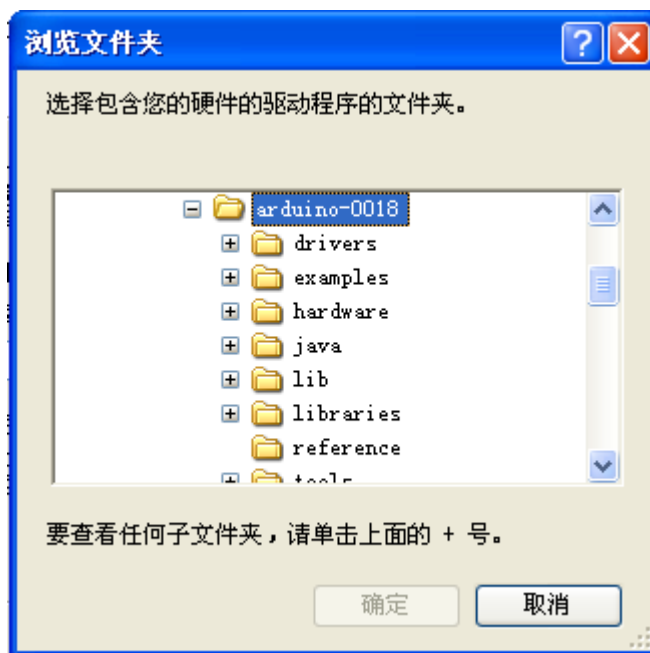 浏览文件夹
选择包含您的硬件的驱动程序的文件夹。
arduino-0018
drivers
examples
hardware
java
lib
libraries
reference
tools
要查看任何子文件夹，请单击上面的 + 号。
确定
取消